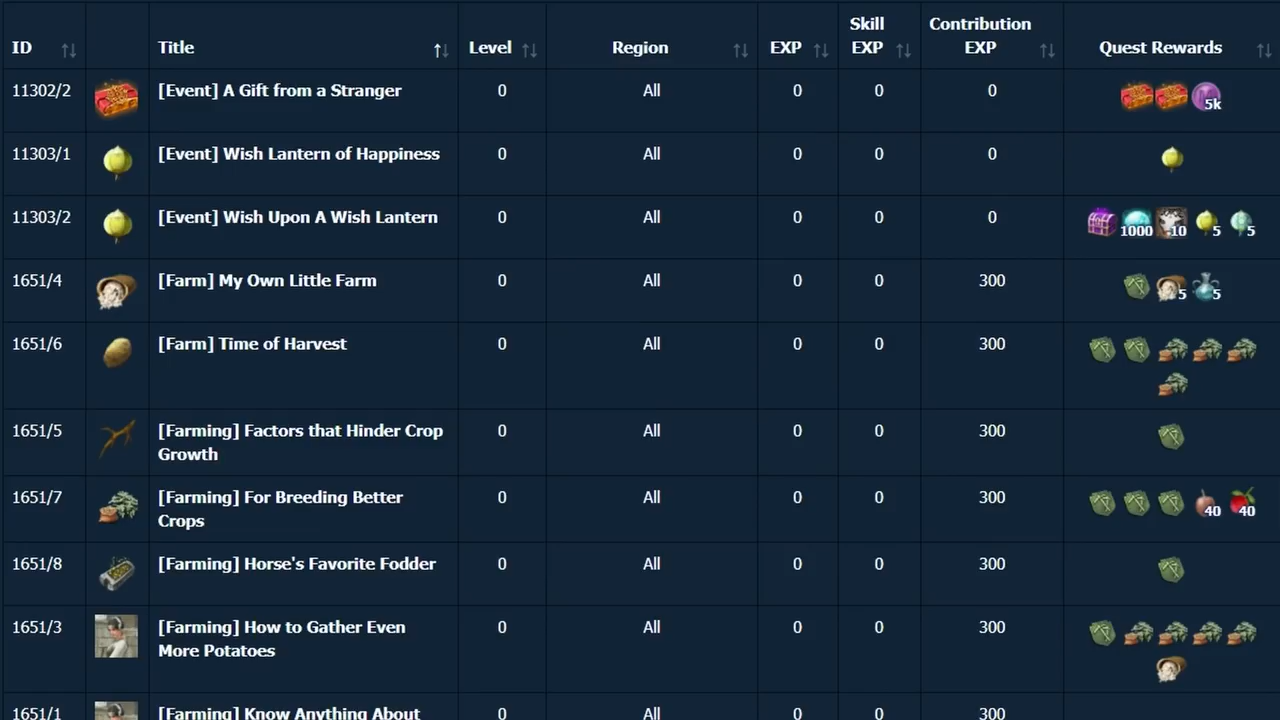 ID Title Level Region EXP Skill EXP Contribution EXP Quest Rewards
11302/2 [Event] A Gift from a Stranger 0 All 0 0 0 5k
11303/1 [Event] Wish Lantern of Happiness 0 All 0 0 0
11303/2 [Event] Wish Upon A Wish Lantern 0 All 0 0 0 1000 10 5 5
1651/4 [Farm] My Own Little Farm 0 All 0 0 300 5 5
1651/6 [Farm] Time of Harvest 0 All 0 0 300
1651/5 [Farming] Factors that Hinder Crop Growth 0 All 0 0 300
1651/7 [Farming] For Breeding Better Crops 0 All 0 0 300 40 40
1651/8 [Farming] Horse's Favorite Fodder 0 All 0 0 300
1651/3 [Farming] How to Gather Even More Potatoes 0 All 0 0 300
1651/1 [Farming] Know Anything About 0 All 0 0 300